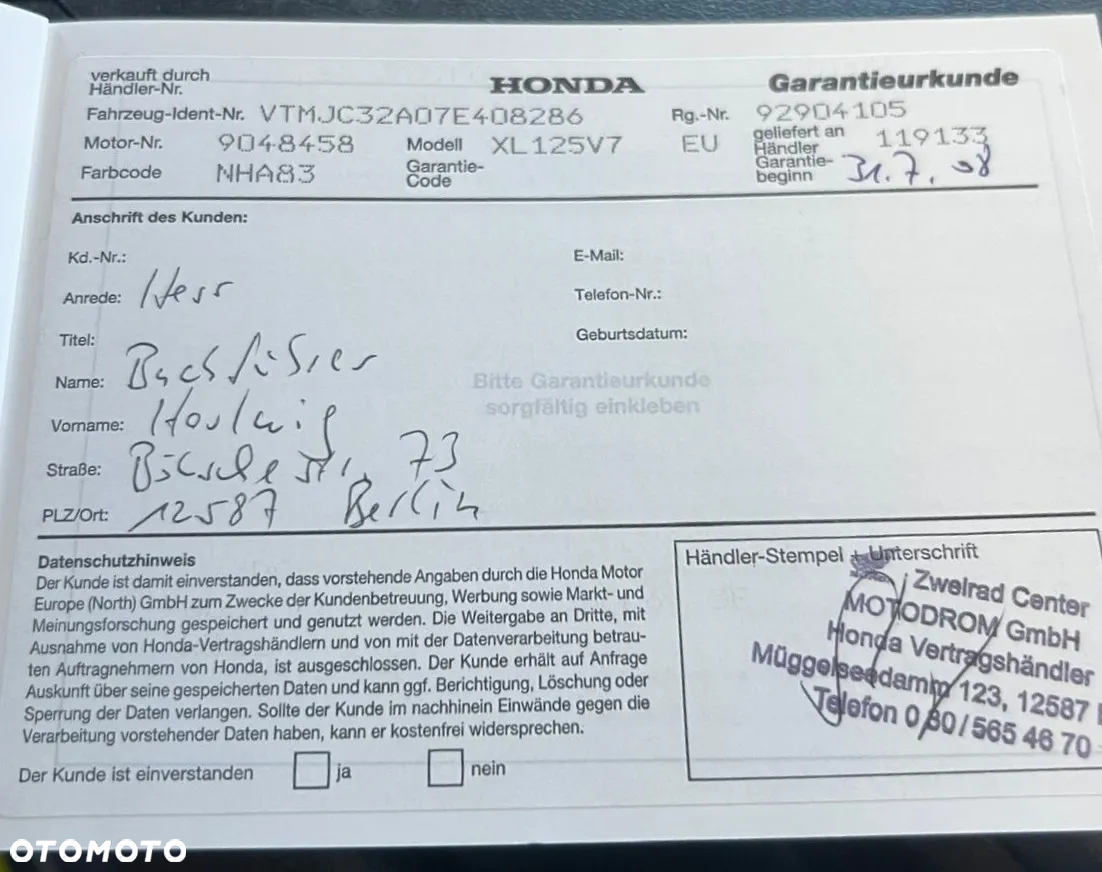 verkauft durch
Händler-Nr.
HONDA
Garantieurkunde
Fahrzeug-Ident-Nr. VTMJC32A07E408286 Rg.-Nr. 92904105
Motor-Nr. 9048458 Modell XL125V7 EU geliefert an Händler 119133
Farbcode NHA83 Garantie-Code Garantie-beginn 31.7.08
Anschrift des Kunden:
Kd.-Nr.: E-Mail:
Anrede: Herr Telefon-Nr.:
Titel: Geburtsdatum:
Name:
Bitte Garantieurkunde
sorgfältig einkleben
Vorname:
Straße: 73
PLZ/Ort: 12587 Berlin
Datenschutzhinweis
Der Kunde ist damit einverstanden, dass vorstehende Angaben durch die Honda Motor
Europe (North) GmbH zum Zwecke der Kundenbetreuung, Werbung sowie Markt- und
Meinungsforschung gespeichert und genutzt werden. Die Weitergabe an Dritte, mit
Ausnahme von Honda-Vertragshändlern und von mit der Datenverarbeitung betrau-
ten Auftragnehmern von Honda, ist ausgeschlossen. Der Kunde erhält auf Anfrage
Auskunft über seine gespeicherten Daten und kann ggf. Berichtigung, Löschung oder
Sperrung der Daten verlangen. Sollte der Kunde im nachhinein Einwände gegen die
Verarbeitung vorstehender Daten haben, kann er kostenfrei widersprechen.
Der Kunde ist einverstanden ja nein
Händler-Stempel + Unterschrift
Zweirad Center
MOTODROM GmbH
Honda Vertragshändler
Müggelseedamm 123, 12587
Telefon 0 30/565 46 70
OTOMOTO